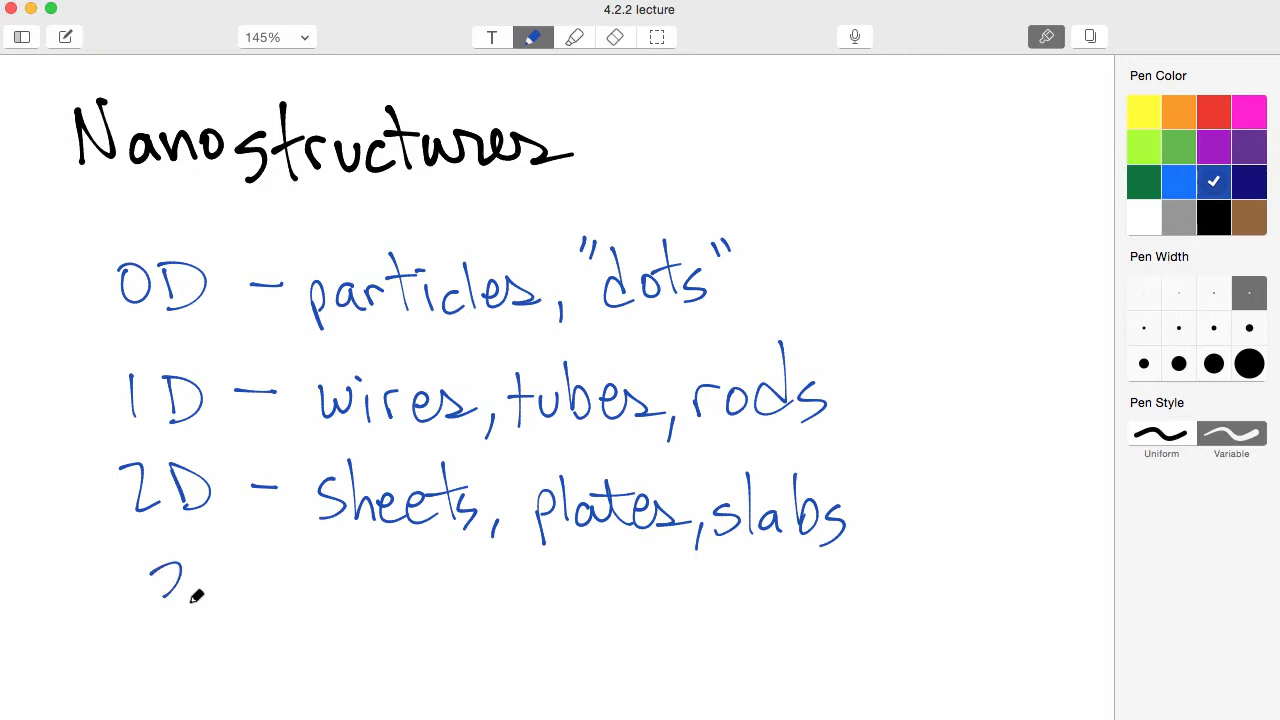 4.2.2 lecture
145%
T
Pen Color
Nanostructures
0D - particles, "dots"
Pen Width
1D - wires, tubes, rods
Pen Style
Uniform Variable
2D - sheets, plates, slabs